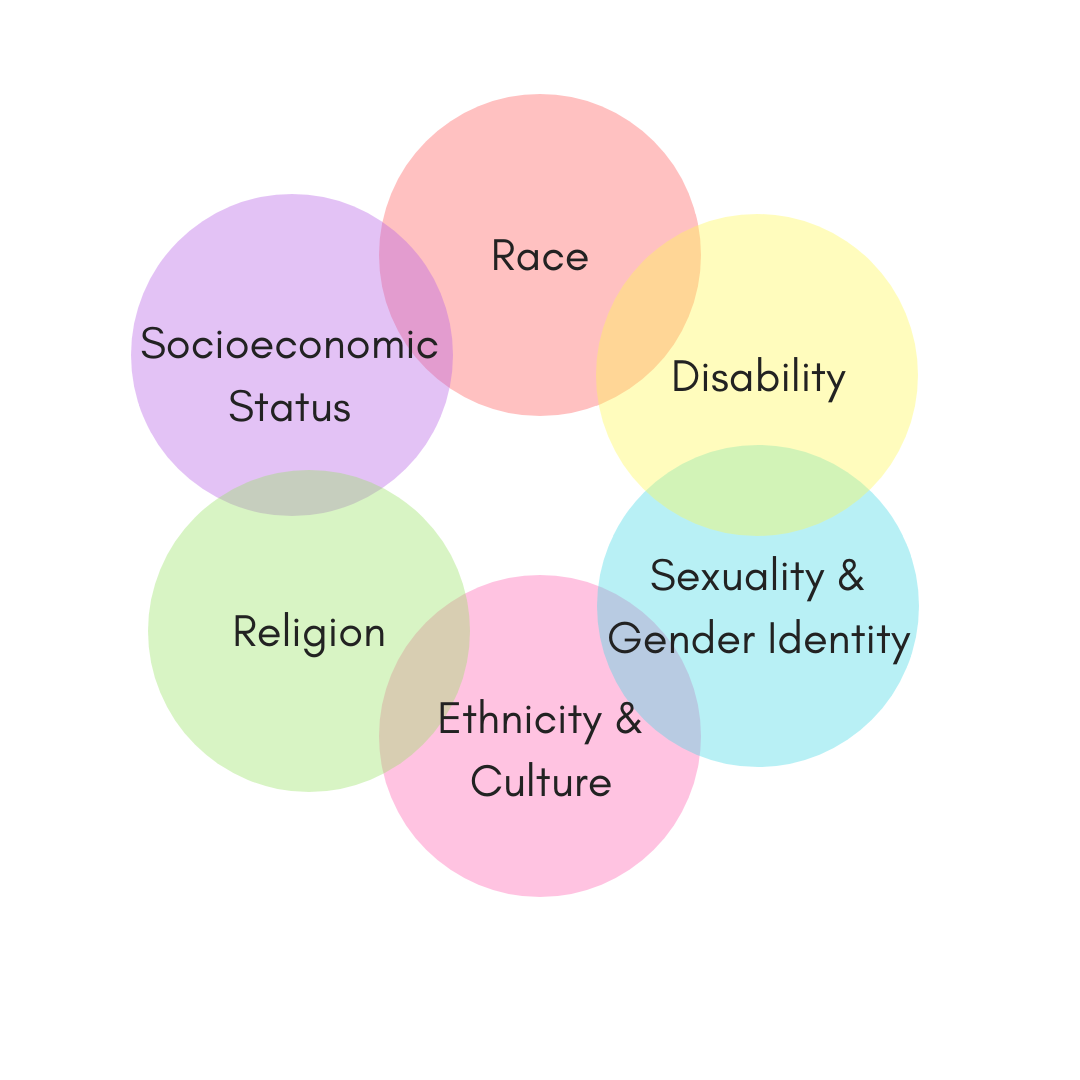 Race
Socioeconomic
Status
Disability
Sexuality &
Gender Identity
Religion
Ethnicity &
Culture